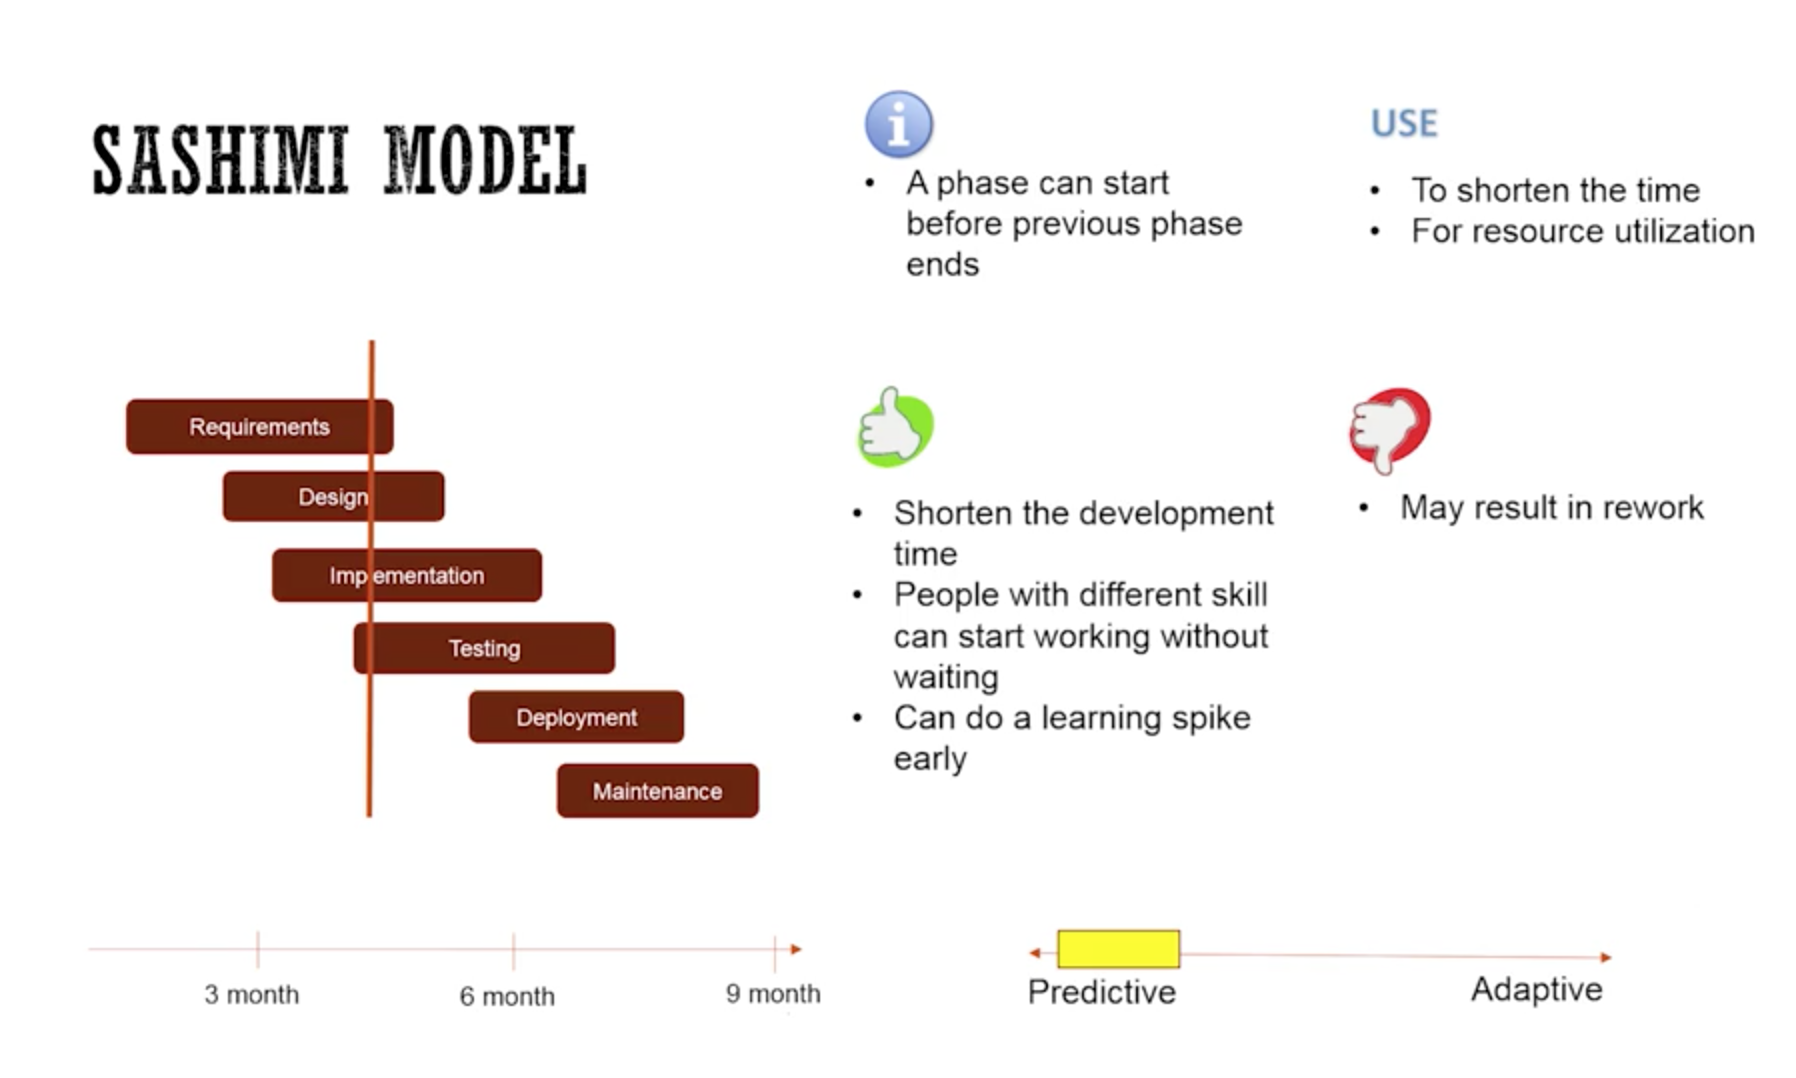 SASHIMI MODEL
i
• A phase can start
before previous phase
ends
USE
• To shorten the time
• For resource utilization
Requirements
Design
Implementation
Testing
Deployment
Maintenance
• Shorten the development
time
• People with different skill
can start working without
waiting
• Can do a learning spike
early
• May result in rework
3 month
6 month
9 month
Predictive
Adaptive